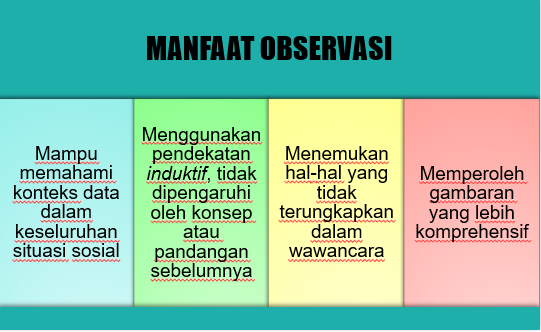 MANFAAT OBSERVASI
Mampu
memahami
konteks data
dalam
keseluruhan
situasi sosial
Menggunakan
pendekatan
induktif, tidak
dipengaruhi
oleh konsep
atau
pandangan
sebelumnya
Menemukan
hal-hal yang
tidak
terungkapkan
dalam
wawancara
Memperoleh
gambaran
yang lebih
komprehensif